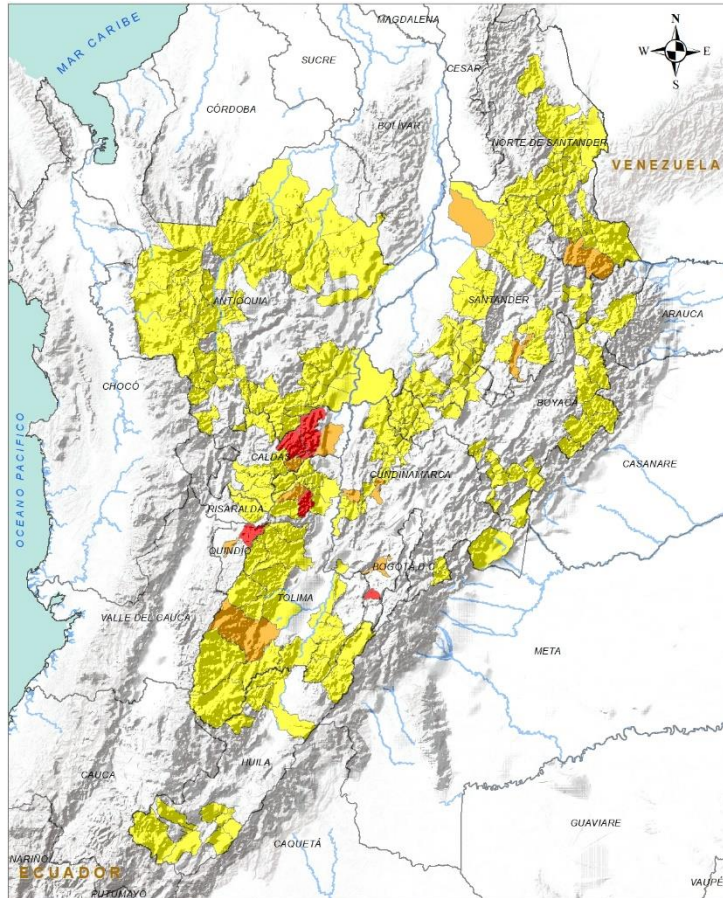 MAGDALENA
MAR CARIBE
N
SUCRE
CESAR
W
E
S
CÓRDOBA
BOLÍVAR
NORTE DE SANTANDER
VENEZUELA
ANTIOQUIA
SANTANDER
ARAUCA
CHOCÓ
BOYACÁ
OCEANO PACIFICO
CALDAS
CUNDINAMARCA
CASANARE
RISARALDA
QUINDÍO
BOGOTÁ D.C.
TOLIMA
VALLE DEL CAUCA
META
HUILA
CAUCA
GUAVIARE
CAQUETÁ
NARIÑO
ECUADOR
PUTUMAYO
VAUPÉ